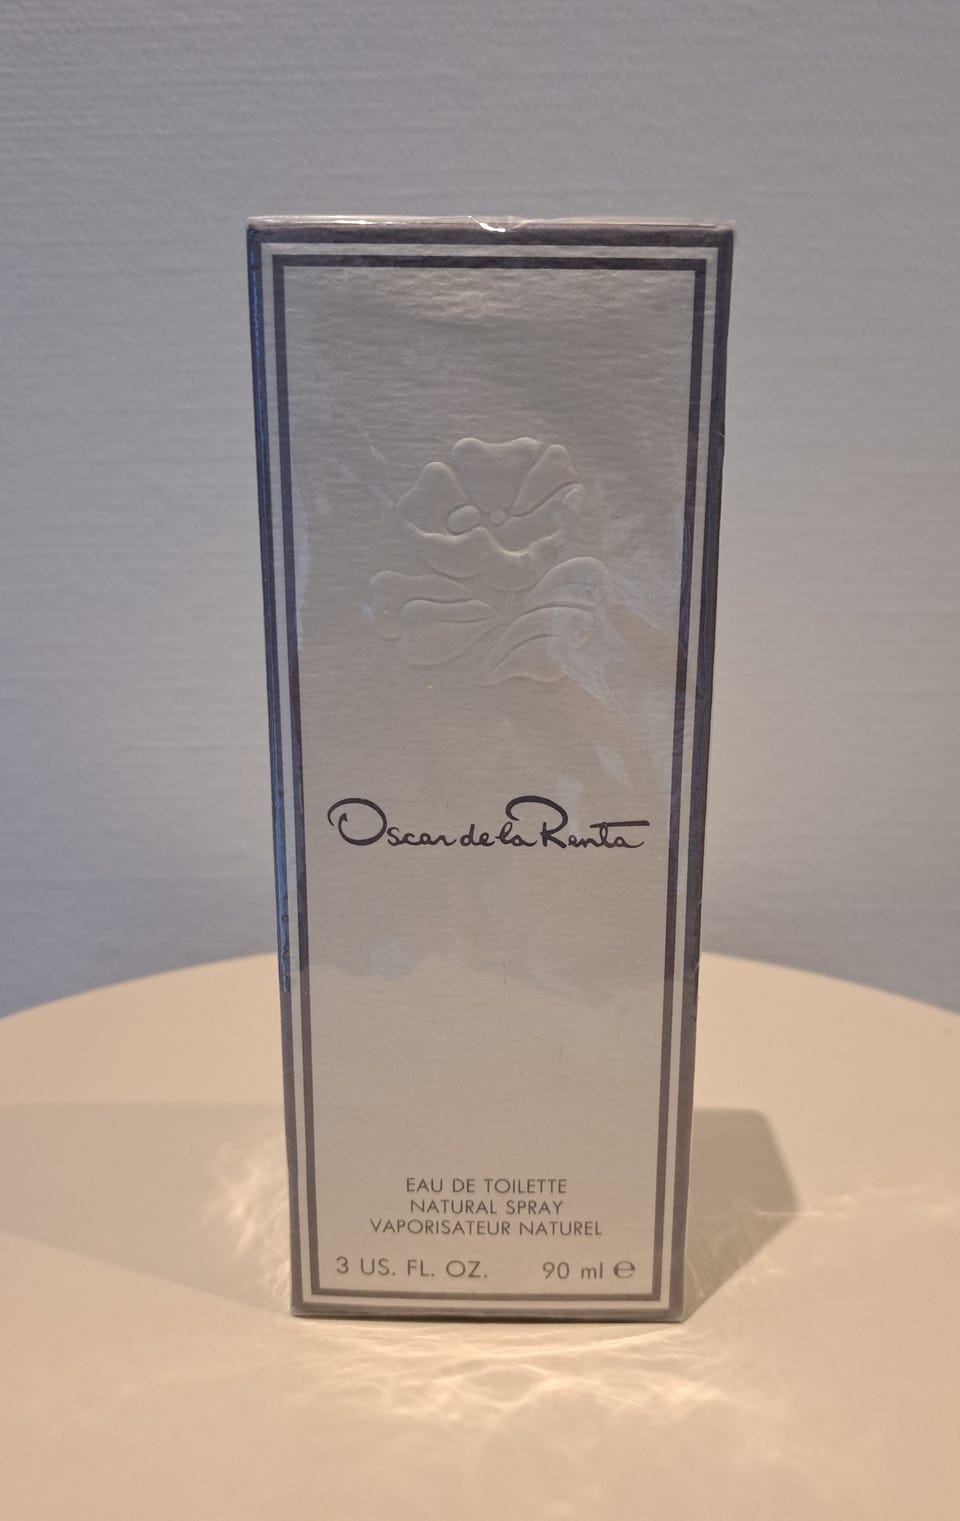 Oscar de la Renta
EAU DE TOILETTE
NATURAL SPRAY
VAPORISATEUR NATUREL
3 US. FL. OZ. 90 ml ℮